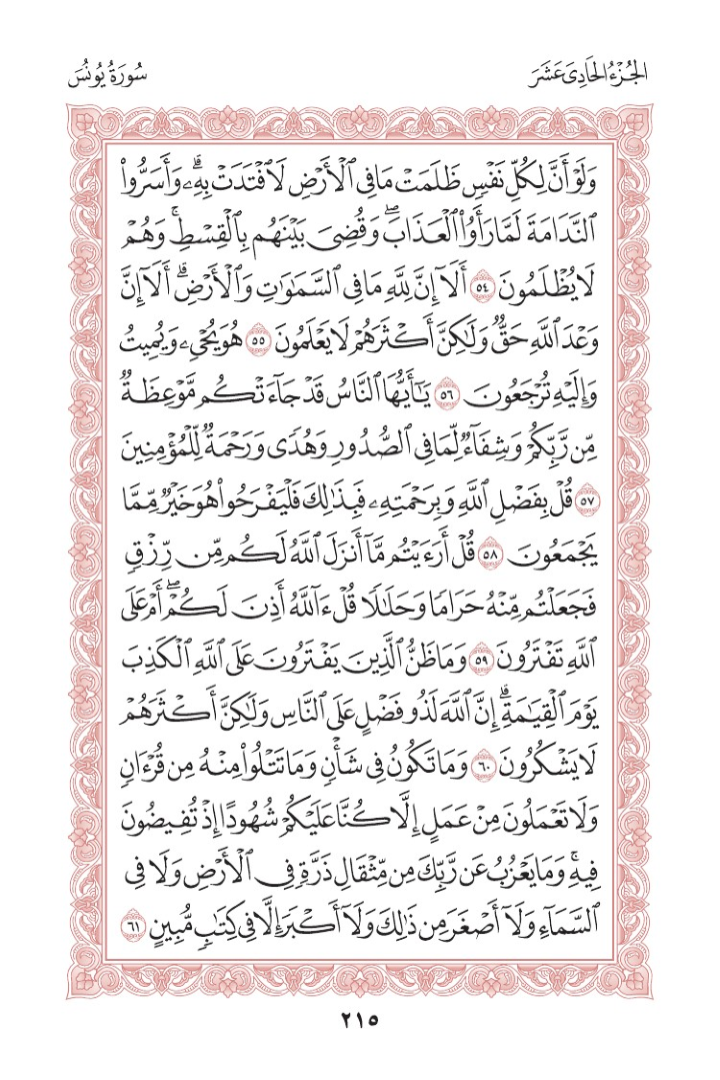 الجُزْءُ الحَادِىَ عَشَرَ
سُورَةُ يُونُسَ
وَلَوْ أَنَّ لِكُلِّ نَفْسٍ ظَلَمَتْ مَا فِي ٱلْأَرْضِ لَٱفْتَدَتْ بِهِۦۗ وَأَسَرُّوا۟
ٱلنَّدَامَةَ لَمَّا رَأَوُا۟ ٱلْعَذَابَۖ وَقُضِىَ بَيْنَهُم بِٱلْقِسْطِۚ وَهُمْ
لَا يُظْلَمُونَ ٥٤ أَلَآ إِنَّ لِلَّهِ مَا فِي ٱلسَّمَٰوَٰتِ وَٱلْأَرْضِۗ أَلَآ إِنَّ
وَعْدَ ٱللَّهِ حَقٌّ وَلَٰكِنَّ أَكْثَرَهُمْ لَا يَعْلَمُونَ ٥٥ هُوَ يُحْيِۦ وَيُمِيتُ
وَإِلَيْهِ تُرْجَعُونَ ٥٦ يَٰٓأَيُّهَا ٱلنَّاسُ قَدْ جَآءَتْكُم مَّوْعِظَةٌ
مِّن رَّبِّكُمْ وَشِفَآءٌ لِّمَا فِي ٱلصُّدُورِ وَهُدًى وَرَحْمَةٌ لِّلْمُؤْمِنِينَ
٥٧ قُلْ بِفَضْلِ ٱللَّهِ وَبِرَحْمَتِهِۦ فَبِذَٰلِكَ فَلْيَفْرَحُوا۟ هُوَ خَيْرٌ مِّمَّا
يَجْمَعُونَ ٥٨ قُلْ أَرَءَيْتُم مَّآ أَنزَلَ ٱللَّهُ لَكُم مِّن رِّزْقٍ
فَجَعَلْتُم مِّنْهُ حَرَامًا وَحَلَٰلًا قُلْ ءَآللَّهُ أَذِنَ لَكُمْۖ أَمْ عَلَى
ٱللَّهِ تَفْتَرُونَ ٥٩ وَمَا ظَنُّ ٱلَّذِينَ يَفْتَرُونَ عَلَى ٱللَّهِ ٱلْكَذِبَ
يَوْمَ ٱلْقِيَٰمَةِۗ إِنَّ ٱللَّهَ لَذُو فَضْلٍ عَلَى ٱلنَّاسِ وَلَٰكِنَّ أَكْثَرَهُمْ
لَا يَشْكُرُونَ ٦٠ وَمَا تَكُونُ فِي شَأْنٍ وَمَا تَتْلُوا۟ مِنْهُ مِن قُرْءَانٍ
وَلَا تَعْمَلُونَ مِنْ عَمَلٍ إِلَّا كُنَّا عَلَيْكُمْ شُهُودًا إِذْ تُفِيضُونَ
فِيهِۚ وَمَا يَعْزُبُ عَن رَّبِّكَ مِن مِّثْقَالِ ذَرَّةٍ فِي ٱلْأَرْضِ وَلَا فِي
ٱلسَّمَآءِ وَلَآ أَصْغَرَ مِن ذَٰلِكَ وَلَآ أَكْبَرَ إِلَّا فِي كِتَٰبٍ مُّبِينٍ ٦١
٢١٥